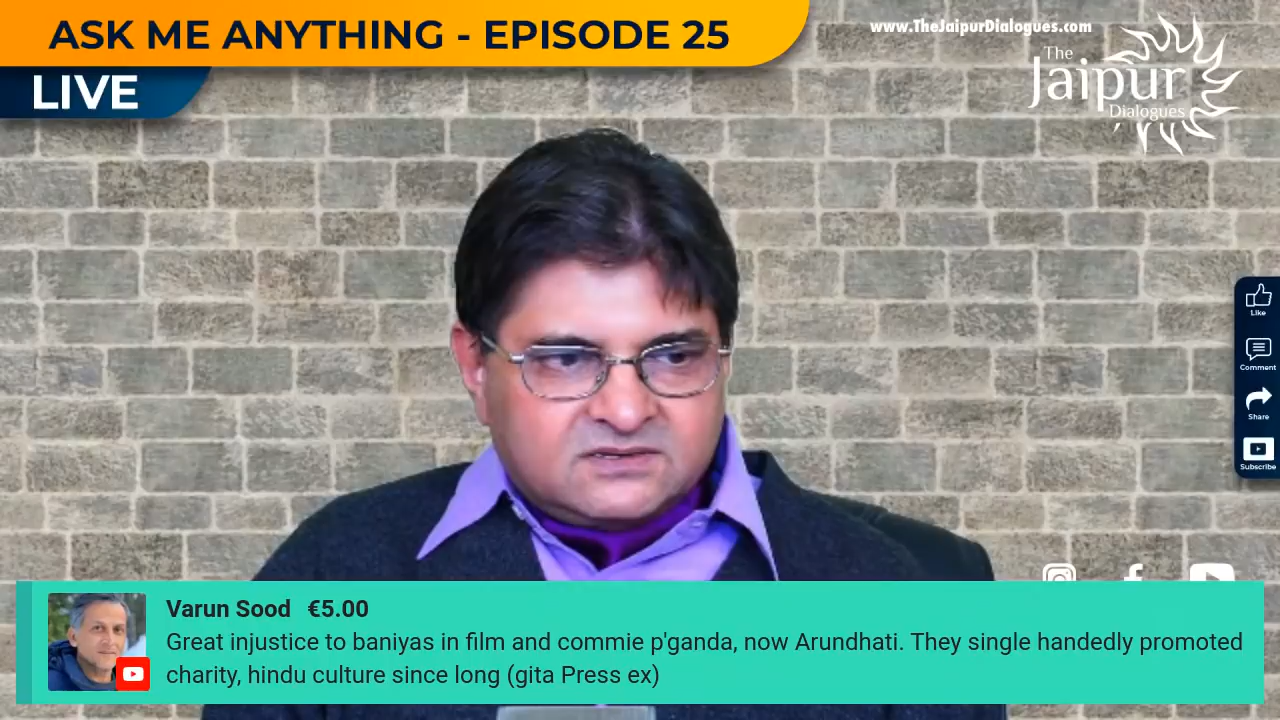 ASK ME ANYTHING - EPISODE 25
www.TheJaipurDialogues.com
LIVE
The
Jaipur
Dialogues
Like
Comment
Share
Subscribe
Varun Sood €5.00
Great injustice to baniyas in film and commie p'ganda, now Arundhati. They single handedly promoted
charity, hindu culture since long (gita Press ex)